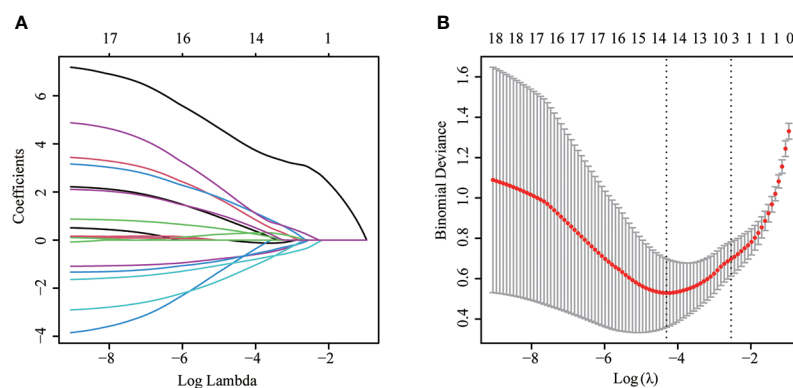 A
17 16 14 1
Coefficients
6
4
2
0
−2
−4
−8 −6 −4 −2
Log Lambda
B
18 18 17 16 17 17 16 15 14 14 13 10 3 1 1 1 0
Binomial Deviance
1.6
1.4
1.2
1.0
0.8
0.6
0.4
−8 −6 −4 −2
Log (λ)